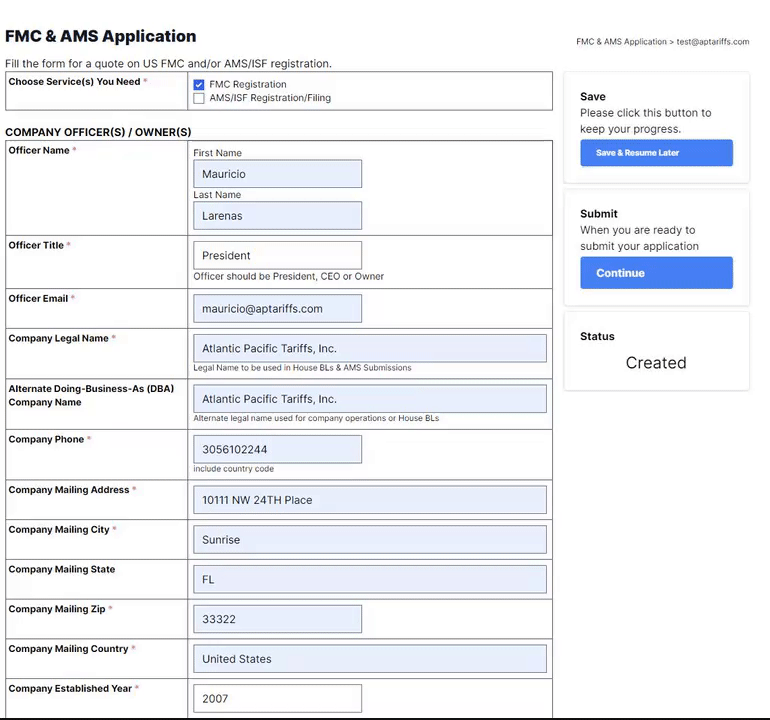 FMC & AMS Application
FMC & AMS Application > test@aptariffs.com
Fill the form for a quote on US FMC and/or AMS/ISF registration.
Choose Service(s) You Need *
FMC Registration
AMS/ISF Registration/Filing
COMPANY OFFICER(S) / OWNER(S)
Officer Name *
First Name
Mauricio
Last Name
Larenas
Officer Title *
President
Officer should be President, CEO or Owner
Officer Email *
mauricio@aptariffs.com
Company Legal Name *
Atlantic Pacific Tariffs, Inc.
Legal Name to be used in House BLs & AMS Submissions
Alternate Doing-Business-As (DBA)
Company Name
Atlantic Pacific Tariffs, Inc.
Alternate legal name used for company operations or House BLs
Company Phone *
3056102244
include country code
Company Mailing Address *
10111 NW 24TH Place
Company Mailing City *
Sunrise
Company Mailing State
FL
Company Mailing Zip *
33322
Company Mailing Country *
United States
Company Established Year *
2007
Save
Please click this button to
keep your progress.
Save & Resume Later
Submit
When you are ready to
submit your application
Continue
Status
Created